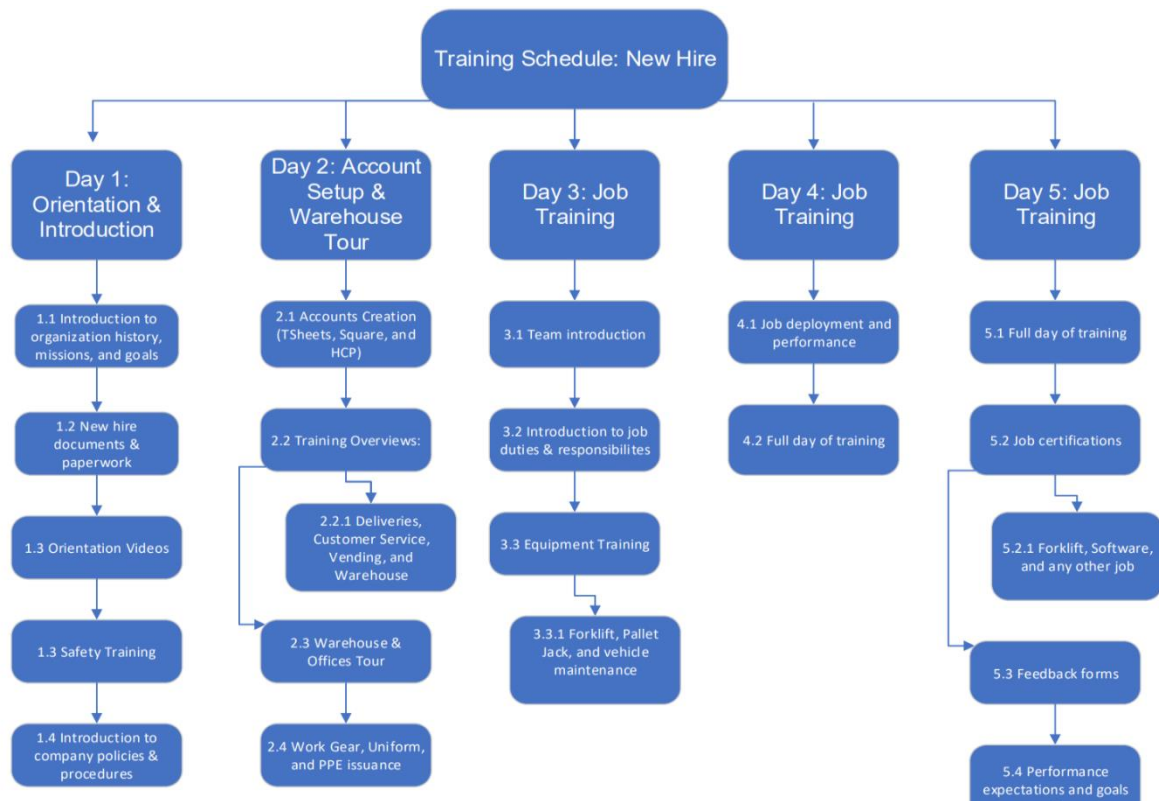 Training Schedule: New Hire
Day 1:
Orientation &
Introduction
1.1 Introduction to
organization history,
missions, and goals
1.2 New hire
documents &
paperwork
1.3 Orientation Videos
1.3 Safety Training
1.4 Introduction to
company policies &
procedures
Day 2: Account
Setup &
Warehouse
Tour
2.1 Accounts Creation
(TSheets, Square, and
HCP)
2.2 Training Overviews:
2.2.1 Deliveries,
Customer Service,
Vending, and
Warehouse
2.3 Warehouse &
Offices Tour
2.4 Work Gear, Uniform,
and PPE issuance
Day 3: Job
Training
3.1 Team introduction
3.2 Introduction to job
duties & responsibilites
3.3 Equipment Training
3.3.1 Forklift, Pallet
Jack, and vehicle
maintenance
Day 4: Job
Training
4.1 Job deployment and
performance
4.2 Full day of training
Day 5: Job
Training
5.1 Full day of training
5.2 Job certifications
5.2.1 Forklift, Software,
and any other job
5.3 Feedback forms
5.4 Performance
expectations and goals